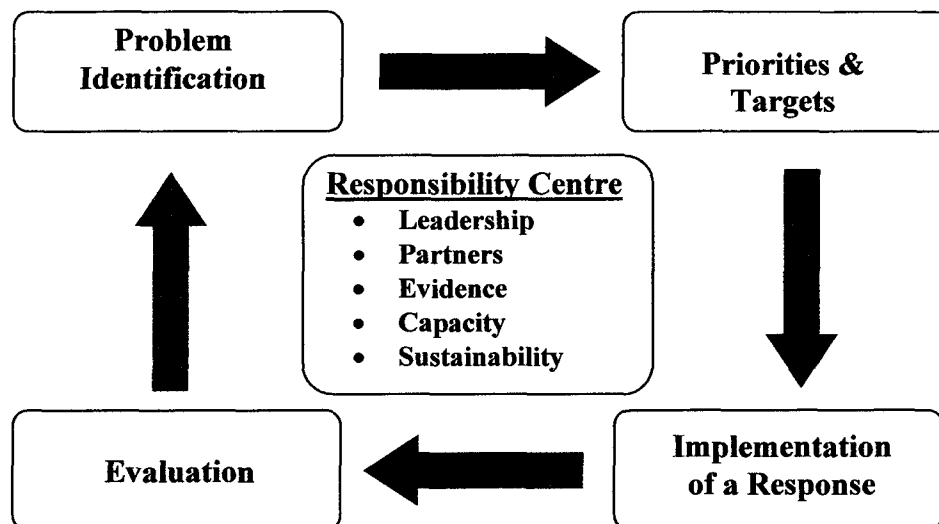 Problem
Identification
Priorities &
Targets
Responsibility Centre
• Leadership
• Partners
• Evidence
• Capacity
• Sustainability
Evaluation
Implementation
of a Response